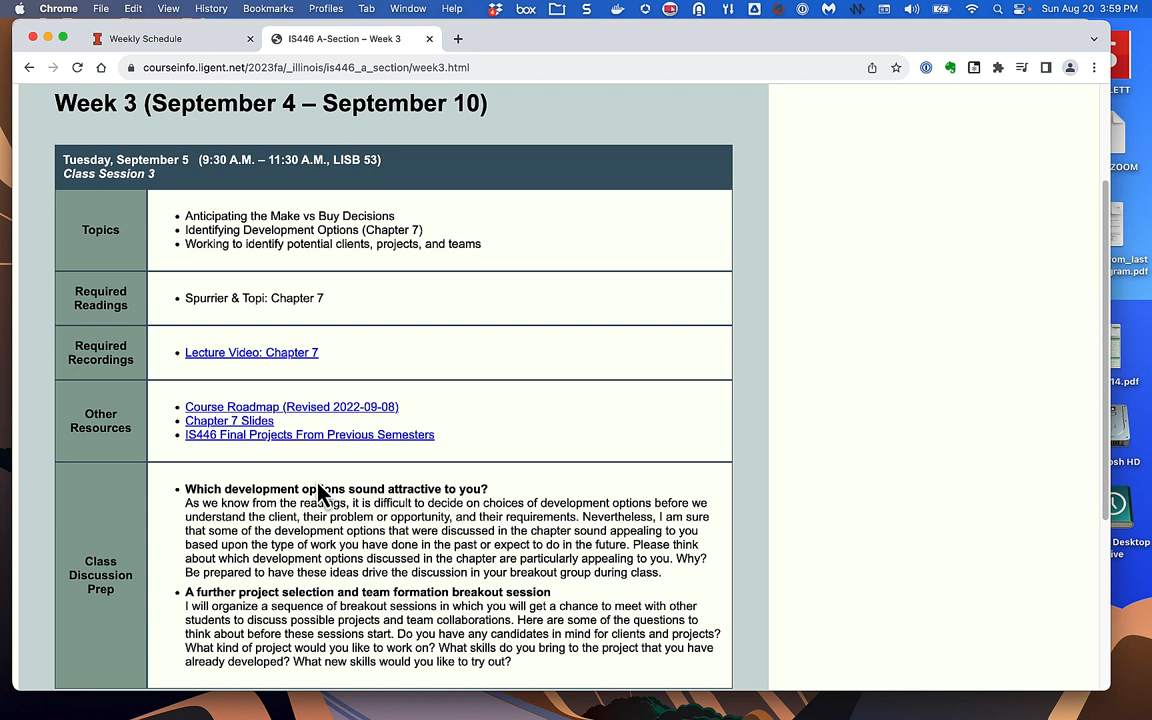 Chrome File Edit View History Bookmarks Profiles Tab Window Help box Sun Aug 20 3:59 PM
Weekly Schedule IS446 A-Section – Week 3
courseinfo.ligent.net/2023fa/_illinois/is446_a_section/week3.html
Week 3 (September 4 – September 10)
Tuesday, September 5 (9:30 A.M. – 11:30 A.M., LISB 53)
Class Session 3
Topics
• Anticipating the Make vs Buy Decisions
• Identifying Development Options (Chapter 7)
• Working to identify potential clients, projects, and teams
Required
Readings
• Spurrier & Topi: Chapter 7
Required
Recordings
• Lecture Video: Chapter 7
Other
Resources
• Course Roadmap (Revised 2022-09-08)
• Chapter 7 Slides
• IS446 Final Projects From Previous Semesters
Class
Discussion
Prep
• Which development options sound attractive to you?
As we know from the readings, it is difficult to decide on choices of development options before we
understand the client, their problem or opportunity, and their requirements. Nevertheless, I am sure
that some of the development options that were discussed in the chapter sound appealing to you
based upon the type of work you have done in the past or expect to do in the future. Please think
about which development options discussed in the chapter are particularly appealing to you. Why?
Be prepared to have these ideas drive the discussion in your breakout group during class.
• A further project selection and team formation breakout session
I will organize a sequence of breakout sessions in which you will get a chance to meet with other
students to discuss possible projects and team collaborations. Here are some of the questions to
think about before these sessions start. Do you have any candidates in mind for clients and projects?
What kind of project would you like to work on? What skills do you bring to the project that you have
already developed? What new skills would you like to try out?
LETT
ZOOM
om_last
gram.pdf
14.pdf
osh HD
Desktop
ive